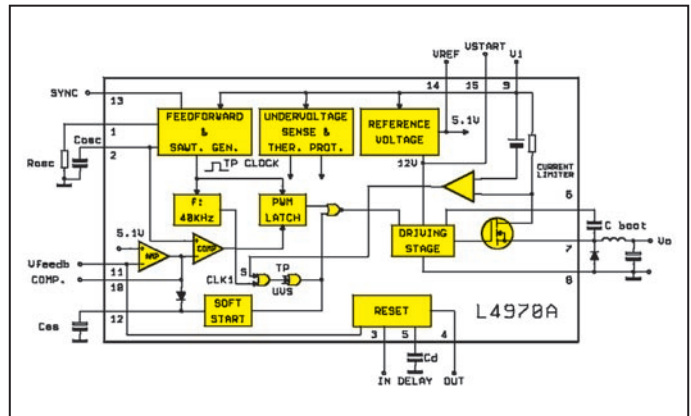 VREF VSTART Vi
14 15 9
SYNC
13
FEEDFORWARD
&
SAWT. GEN.
UNDERVOLTAGE
SENSE &
THER. PROT.
REFERENCE
VOLTAGE
5.1V
1
Cosc
2
Rosc
TP CLOCK
12V
CURRENT
LIMITER
F:
40KHz
PWM
LATCH
DRIVING
STAGE
C boot
7
Vo
5.1V
AMP
COMP
Vfeedb
11
COMP.
10
S
CLK1
TP
UVS
8
Css
12
SOFT
START
RESET
L4970A
3 5 4
Cd
IN DELAY OUT